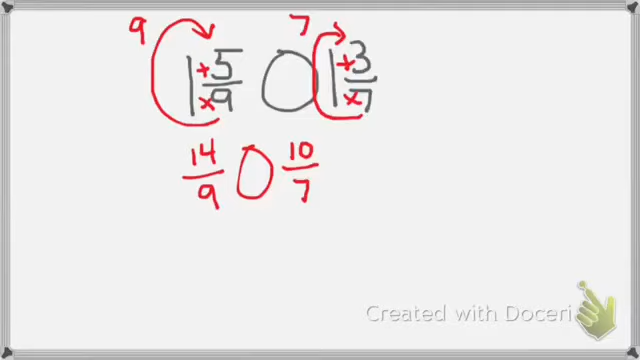 9 7
1 5/9 ○ 1 3/7
+ × + ×
14/9 ○ 10/7
Created with Doceri